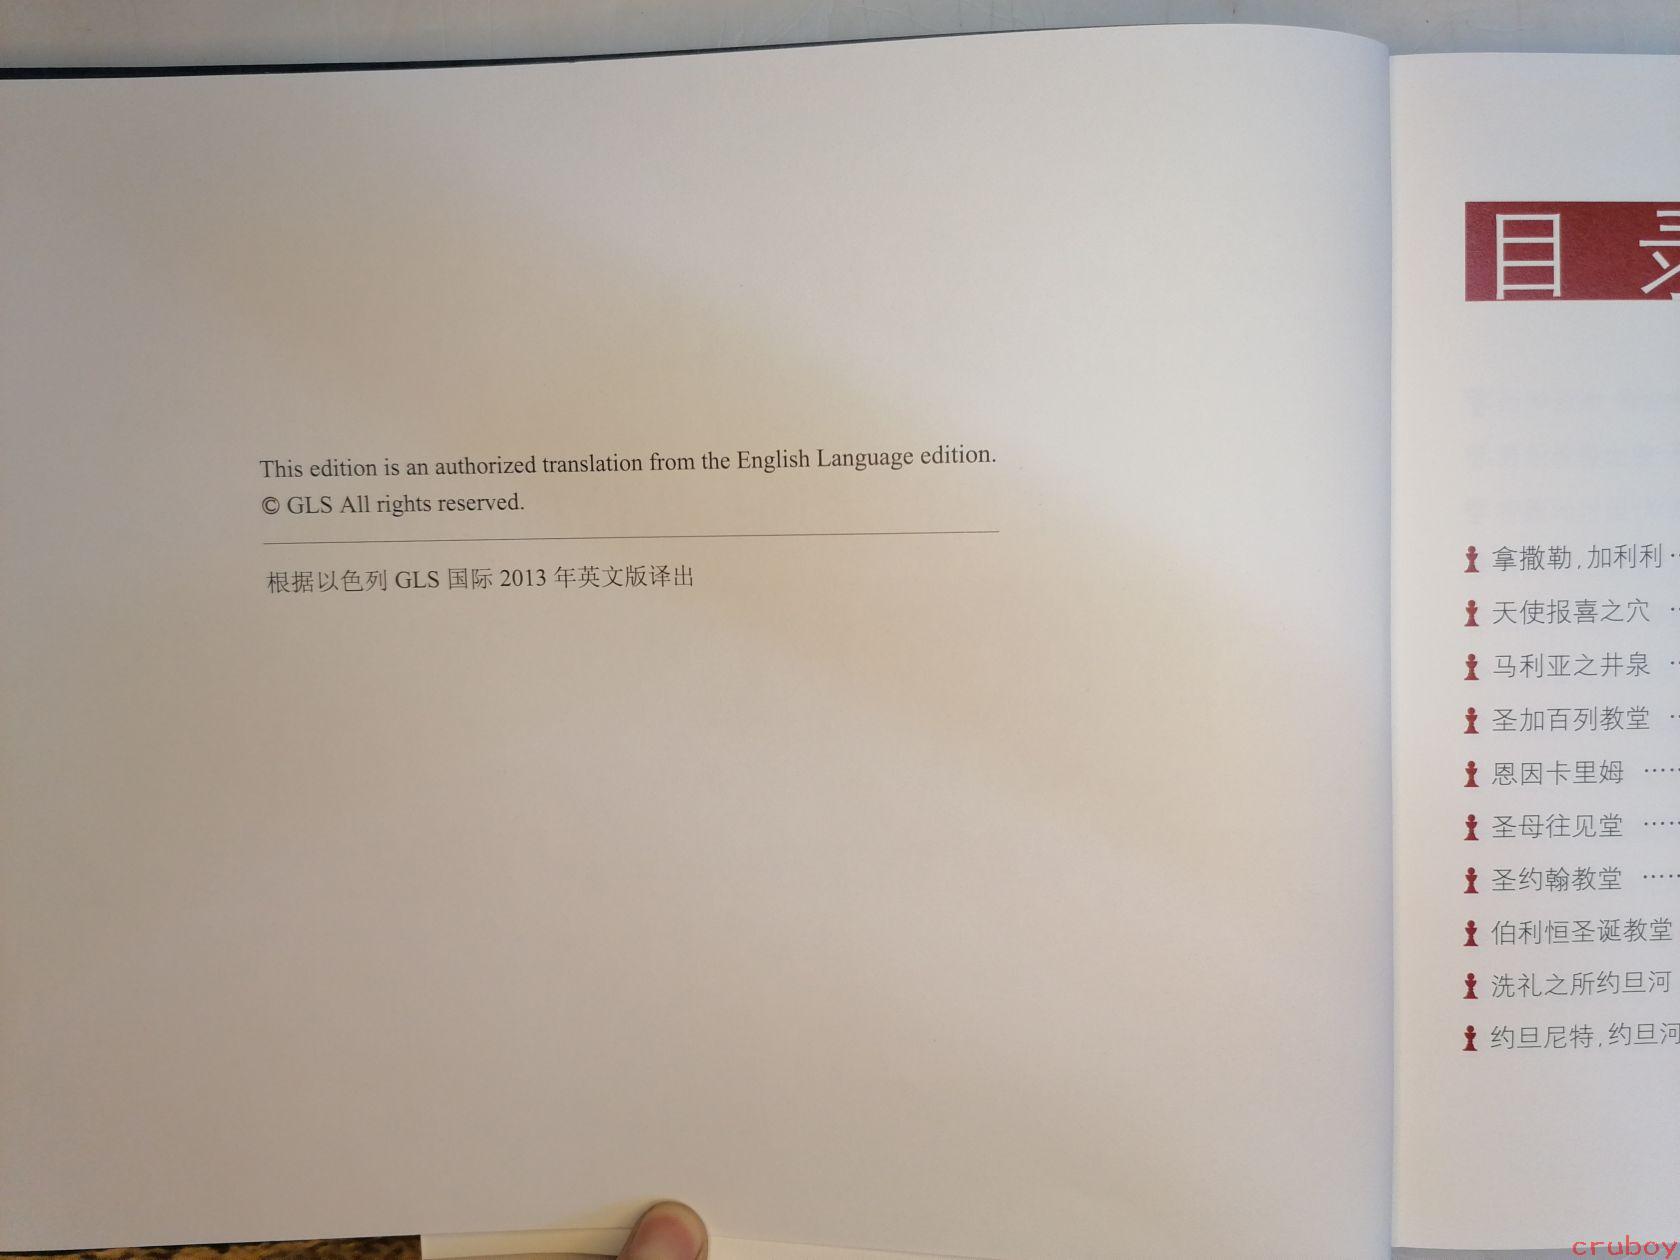 This edition is an authorized translation from the English Language edition.
© GLS All rights reserved.
根据以色列 GLS 国际 2013 年英文版译出
目 录
拿撒勒,加利利
天使报喜之穴
马利亚之井泉
圣加百列教堂
恩因卡里姆
圣母往见堂
圣约翰教堂
伯利恒圣诞教堂
洗礼之所约旦河
约旦尼特,约旦河
cruboy